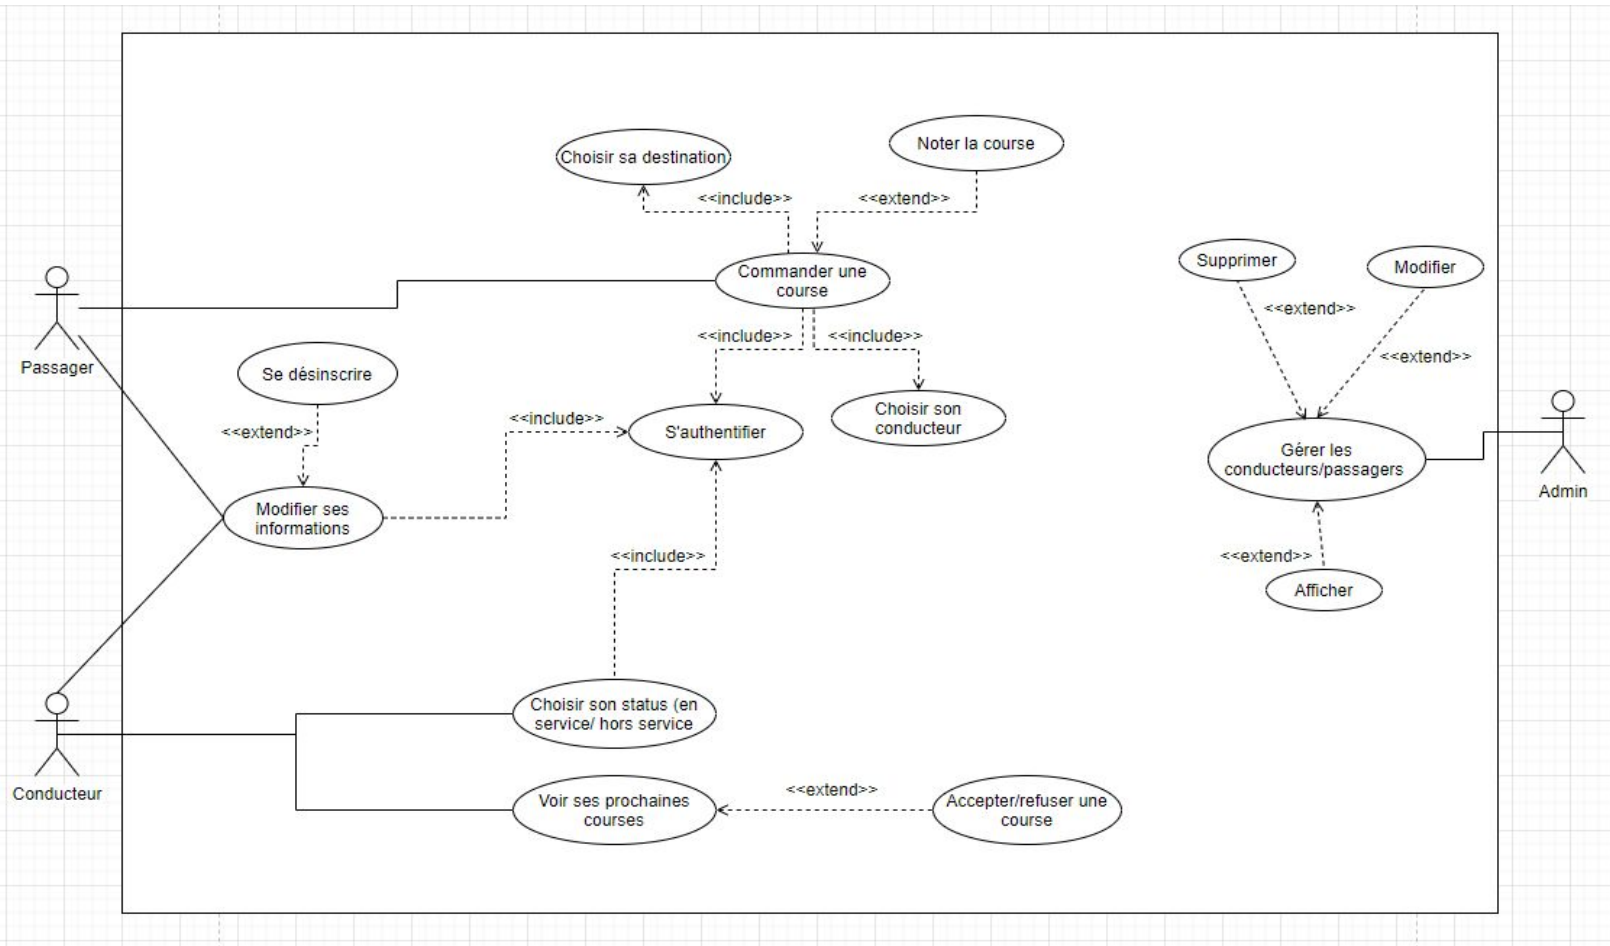 Noter la course
Choisir sa destination
<<include>>
<<extend>>
Supprimer
Modifier
Commander une
course
<<extend>>
<<include>>
<<include>>
<<extend>>
Passager
Se désinscrire
Choisir son
conducteur
<<include>>
<<extend>>
S'authentifier
Gérer les
conducteurs/passagers
Admin
Modifier ses
informations
<<include>>
<<extend>>
Afficher
Choisir son status (en
service/ hors service
Conducteur
<<extend>>
Voir ses prochaines
courses
Accepter/refuser une
course